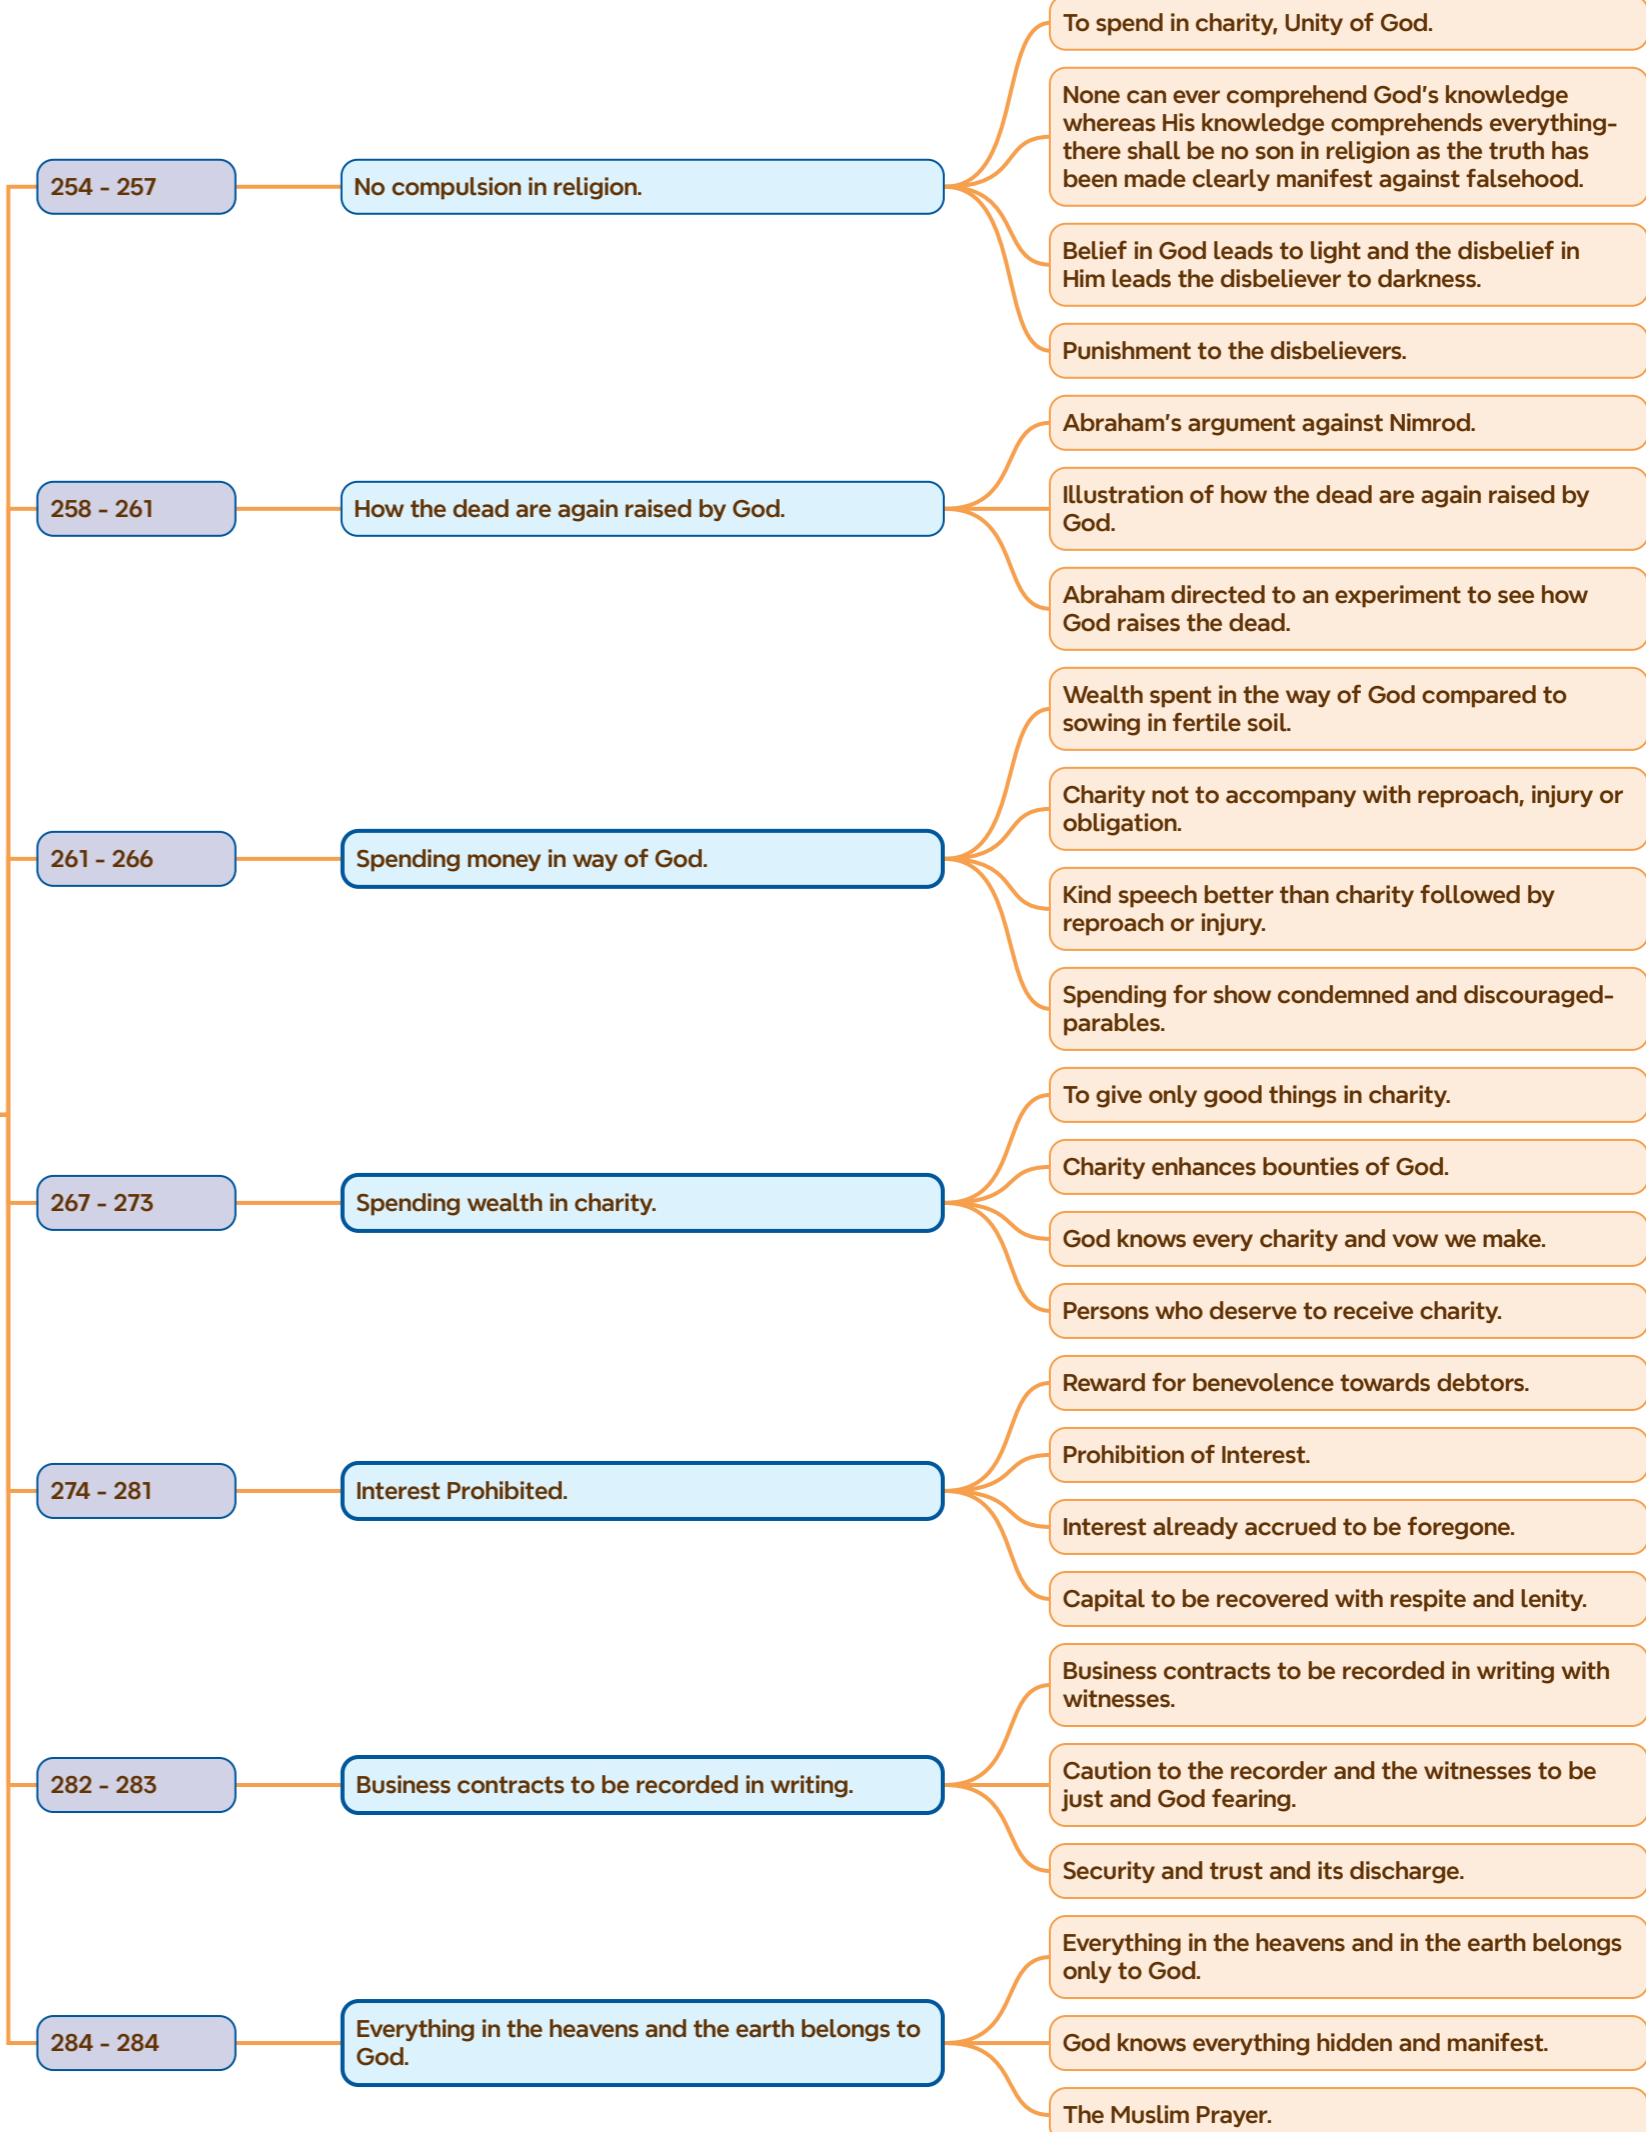 254 - 257
No compulsion in religion.
To spend in charity, Unity of God.
None can ever comprehend God's knowledge
whereas His knowledge comprehends everything-
there shall be no son in religion as the truth has
been made clearly manifest against falsehood.
Belief in God leads to light and the disbelief in
Him leads the disbeliever to darkness.
Punishment to the disbelievers.
258 - 261
How the dead are again raised by God.
Abraham's argument against Nimrod.
Illustration of how the dead are again raised by
God.
Abraham directed to an experiment to see how
God raises the dead.
261 - 266
Spending money in way of God.
Wealth spent in the way of God compared to
sowing in fertile soil.
Charity not to accompany with reproach, injury or
obligation.
Kind speech better than charity followed by
reproach or injury.
Spending for show condemned and discouraged-
parables.
267 - 273
Spending wealth in charity.
To give only good things in charity.
Charity enhances bounties of God.
God knows every charity and vow we make.
Persons who deserve to receive charity.
274 - 281
Interest Prohibited.
Reward for benevolence towards debtors.
Prohibition of Interest.
Interest already accrued to be foregone.
Capital to be recovered with respite and lenity.
282 - 283
Business contracts to be recorded in writing.
Business contracts to be recorded in writing with
witnesses.
Caution to the recorder and the witnesses to be
just and God fearing.
Security and trust and its discharge.
284 - 284
Everything in the heavens and the earth belongs to
God.
Everything in the heavens and in the earth belongs
only to God.
God knows everything hidden and manifest.
The Muslim Prayer.